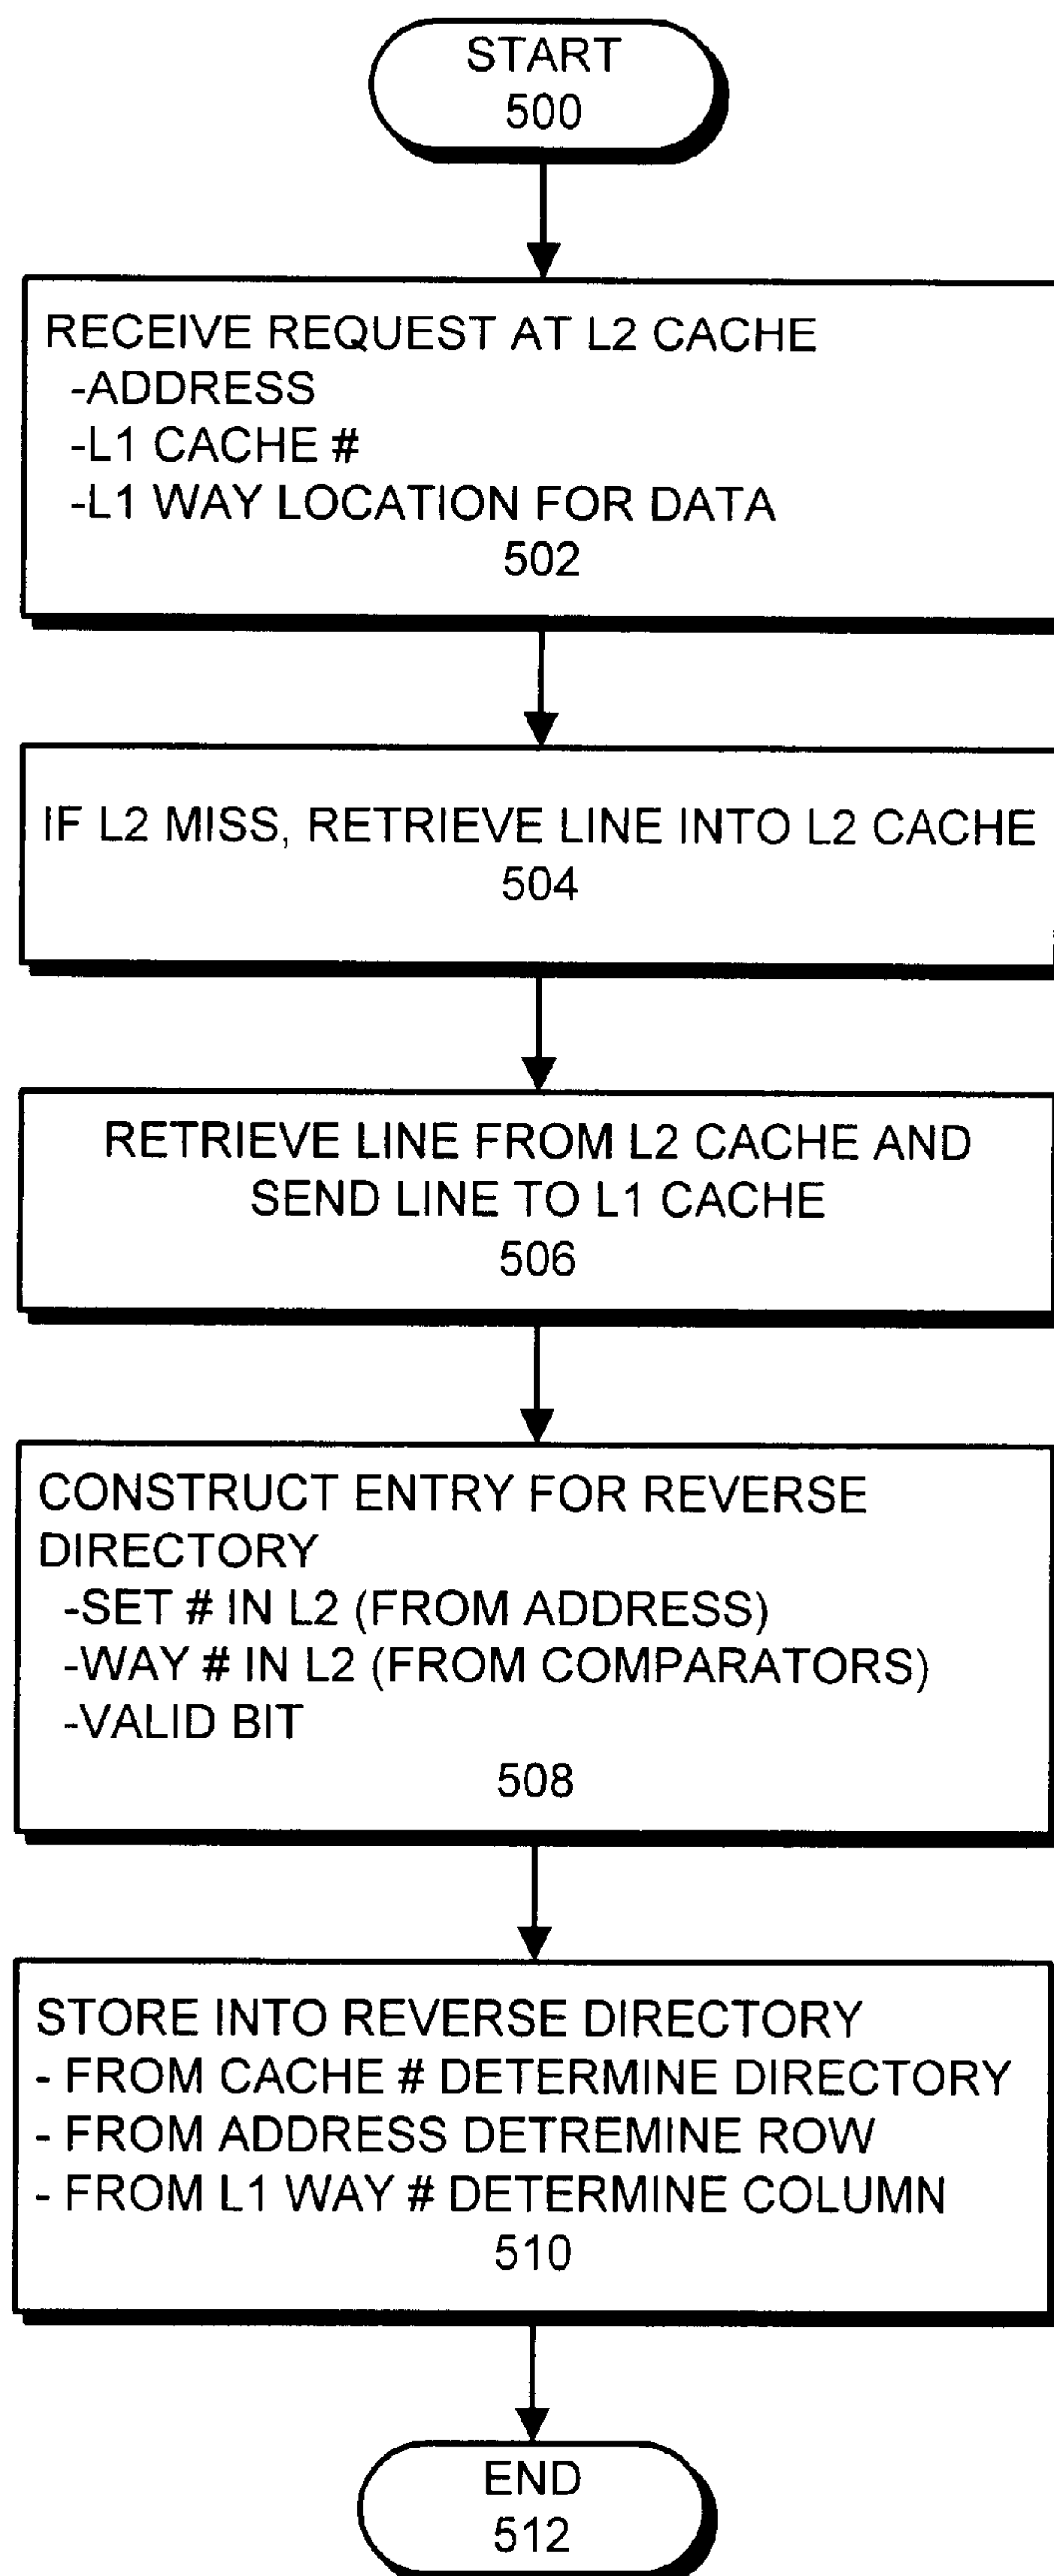 START
500
RECEIVE REQUEST AT L2 CACHE
-ADDRESS
-L1 CACHE #
-L1 WAY LOCATION FOR DATA
502
IF L2 MISS, RETRIEVE LINE INTO L2 CACHE
504
RETRIEVE LINE FROM L2 CACHE AND
SEND LINE TO L1 CACHE
506
CONSTRUCT ENTRY FOR REVERSE
DIRECTORY
-SET # IN L2 (FROM ADDRESS)
-WAY # IN L2 (FROM COMPARATORS)
-VALID BIT
508
STORE INTO REVERSE DIRECTORY
- FROM CACHE # DETERMINE DIRECTORY
- FROM ADDRESS DETREMINE ROW
- FROM L1 WAY # DETERMINE COLUMN
510
END
512